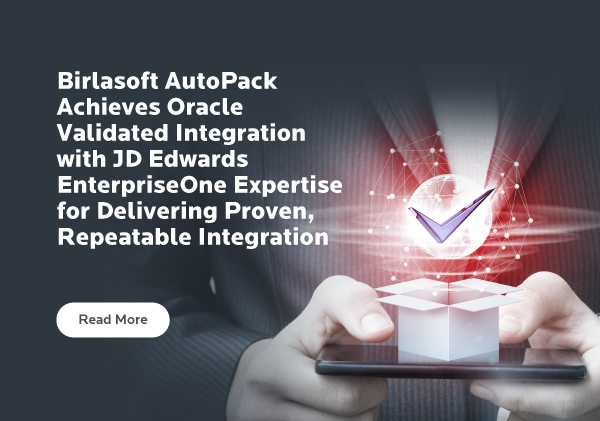 Birlasoft AutoPack
Achieves Oracle
Validated Integration
with JD Edwards
EnterpriseOne Expertise
for Delivering Proven,
Repeatable Integration
Read More